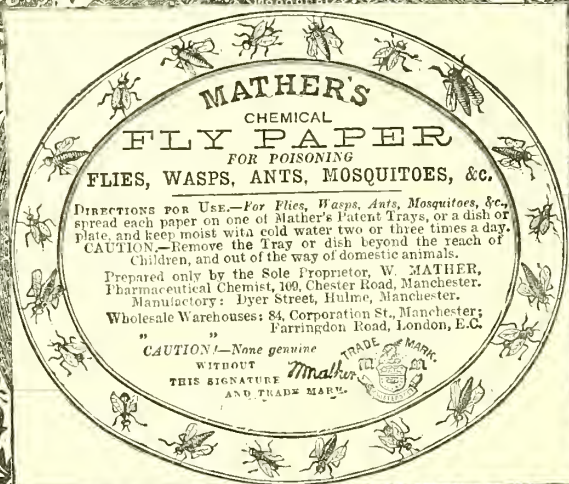 MATHER'S
CHEMICAL
FLY PAPER
FOR POISONING
FLIES, WASPS, ANTS, MOSQUITOES, &c.
DIRECTIONS FOR USE.—For Flies, Wasps, Ants, Mosquitoes, &c.,
spread each paper on one of Mather's Patent Trays, or a dish or
plate, and keep moist with cold water two or three times a day.
CAUTION.—Remove the Tray or dish beyond the reach of
Children, and out of the way of domestic animals.
Prepared only by the Sole Proprietor, W. MATHER,
Pharmaceutical Chemist, 109, Chester Road, Manchester.
Manufactory: Dyer Street, Hulme, Manchester.
Wholesale Warehouses: 84, Corporation St., Manchester;
" " Farringdon Road, London, E.C.
CAUTION!—None genuine
WITHOUT
THIS SIGNATURE
AND TRADE MARK.
WMather
TRADE MARK.